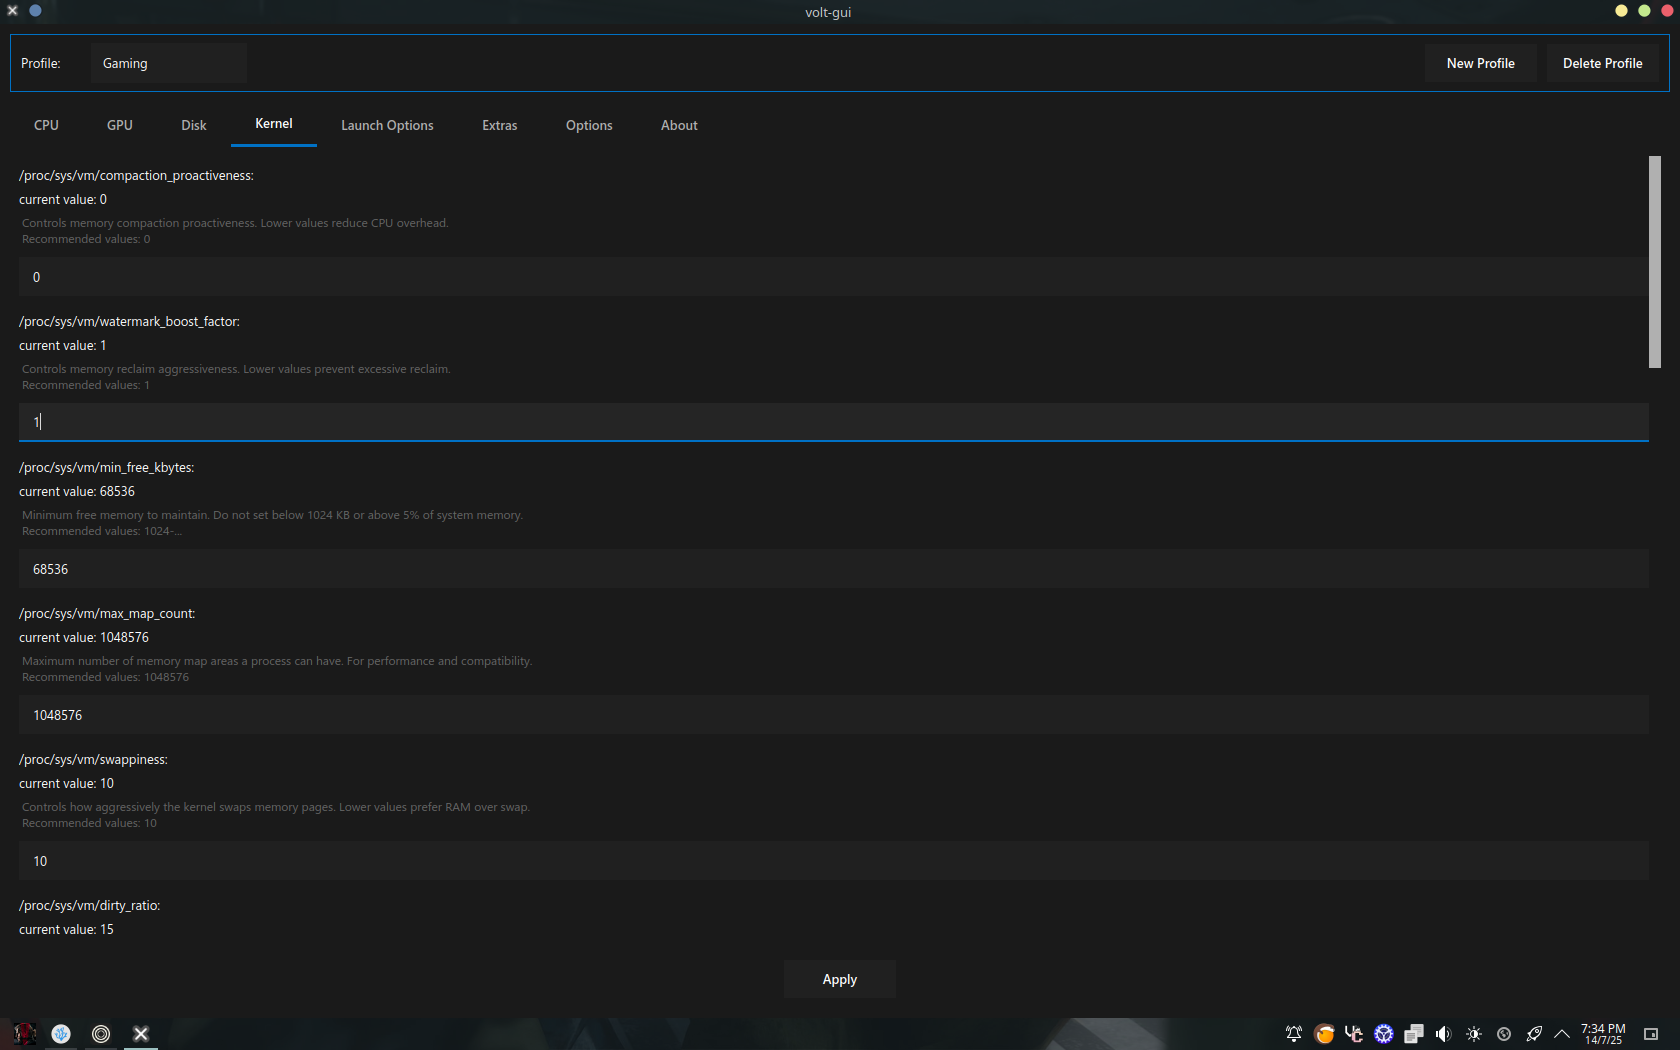 volt-gui
Profile:
Gaming
New Profile
Delete Profile
CPU
GPU
Disk
Kernel
Launch Options
Extras
Options
About
/proc/sys/vm/compaction_proactiveness:
current value: 0
Controls memory compaction proactiveness. Lower values reduce CPU overhead.
Recommended values: 0
0
/proc/sys/vm/watermark_boost_factor:
current value: 1
Controls memory reclaim aggressiveness. Lower values prevent excessive reclaim.
Recommended values: 1
1
/proc/sys/vm/min_free_kbytes:
current value: 68536
Minimum free memory to maintain. Do not set below 1024 KB or above 5% of system memory.
Recommended values: 1024-...
68536
/proc/sys/vm/max_map_count:
current value: 1048576
Maximum number of memory map areas a process can have. For performance and compatibility.
Recommended values: 1048576
1048576
/proc/sys/vm/swappiness:
current value: 10
Controls how aggressively the kernel swaps memory pages. Lower values prefer RAM over swap.
Recommended values: 10
10
/proc/sys/vm/dirty_ratio:
current value: 15
Apply
7:34 PM
14/7/25